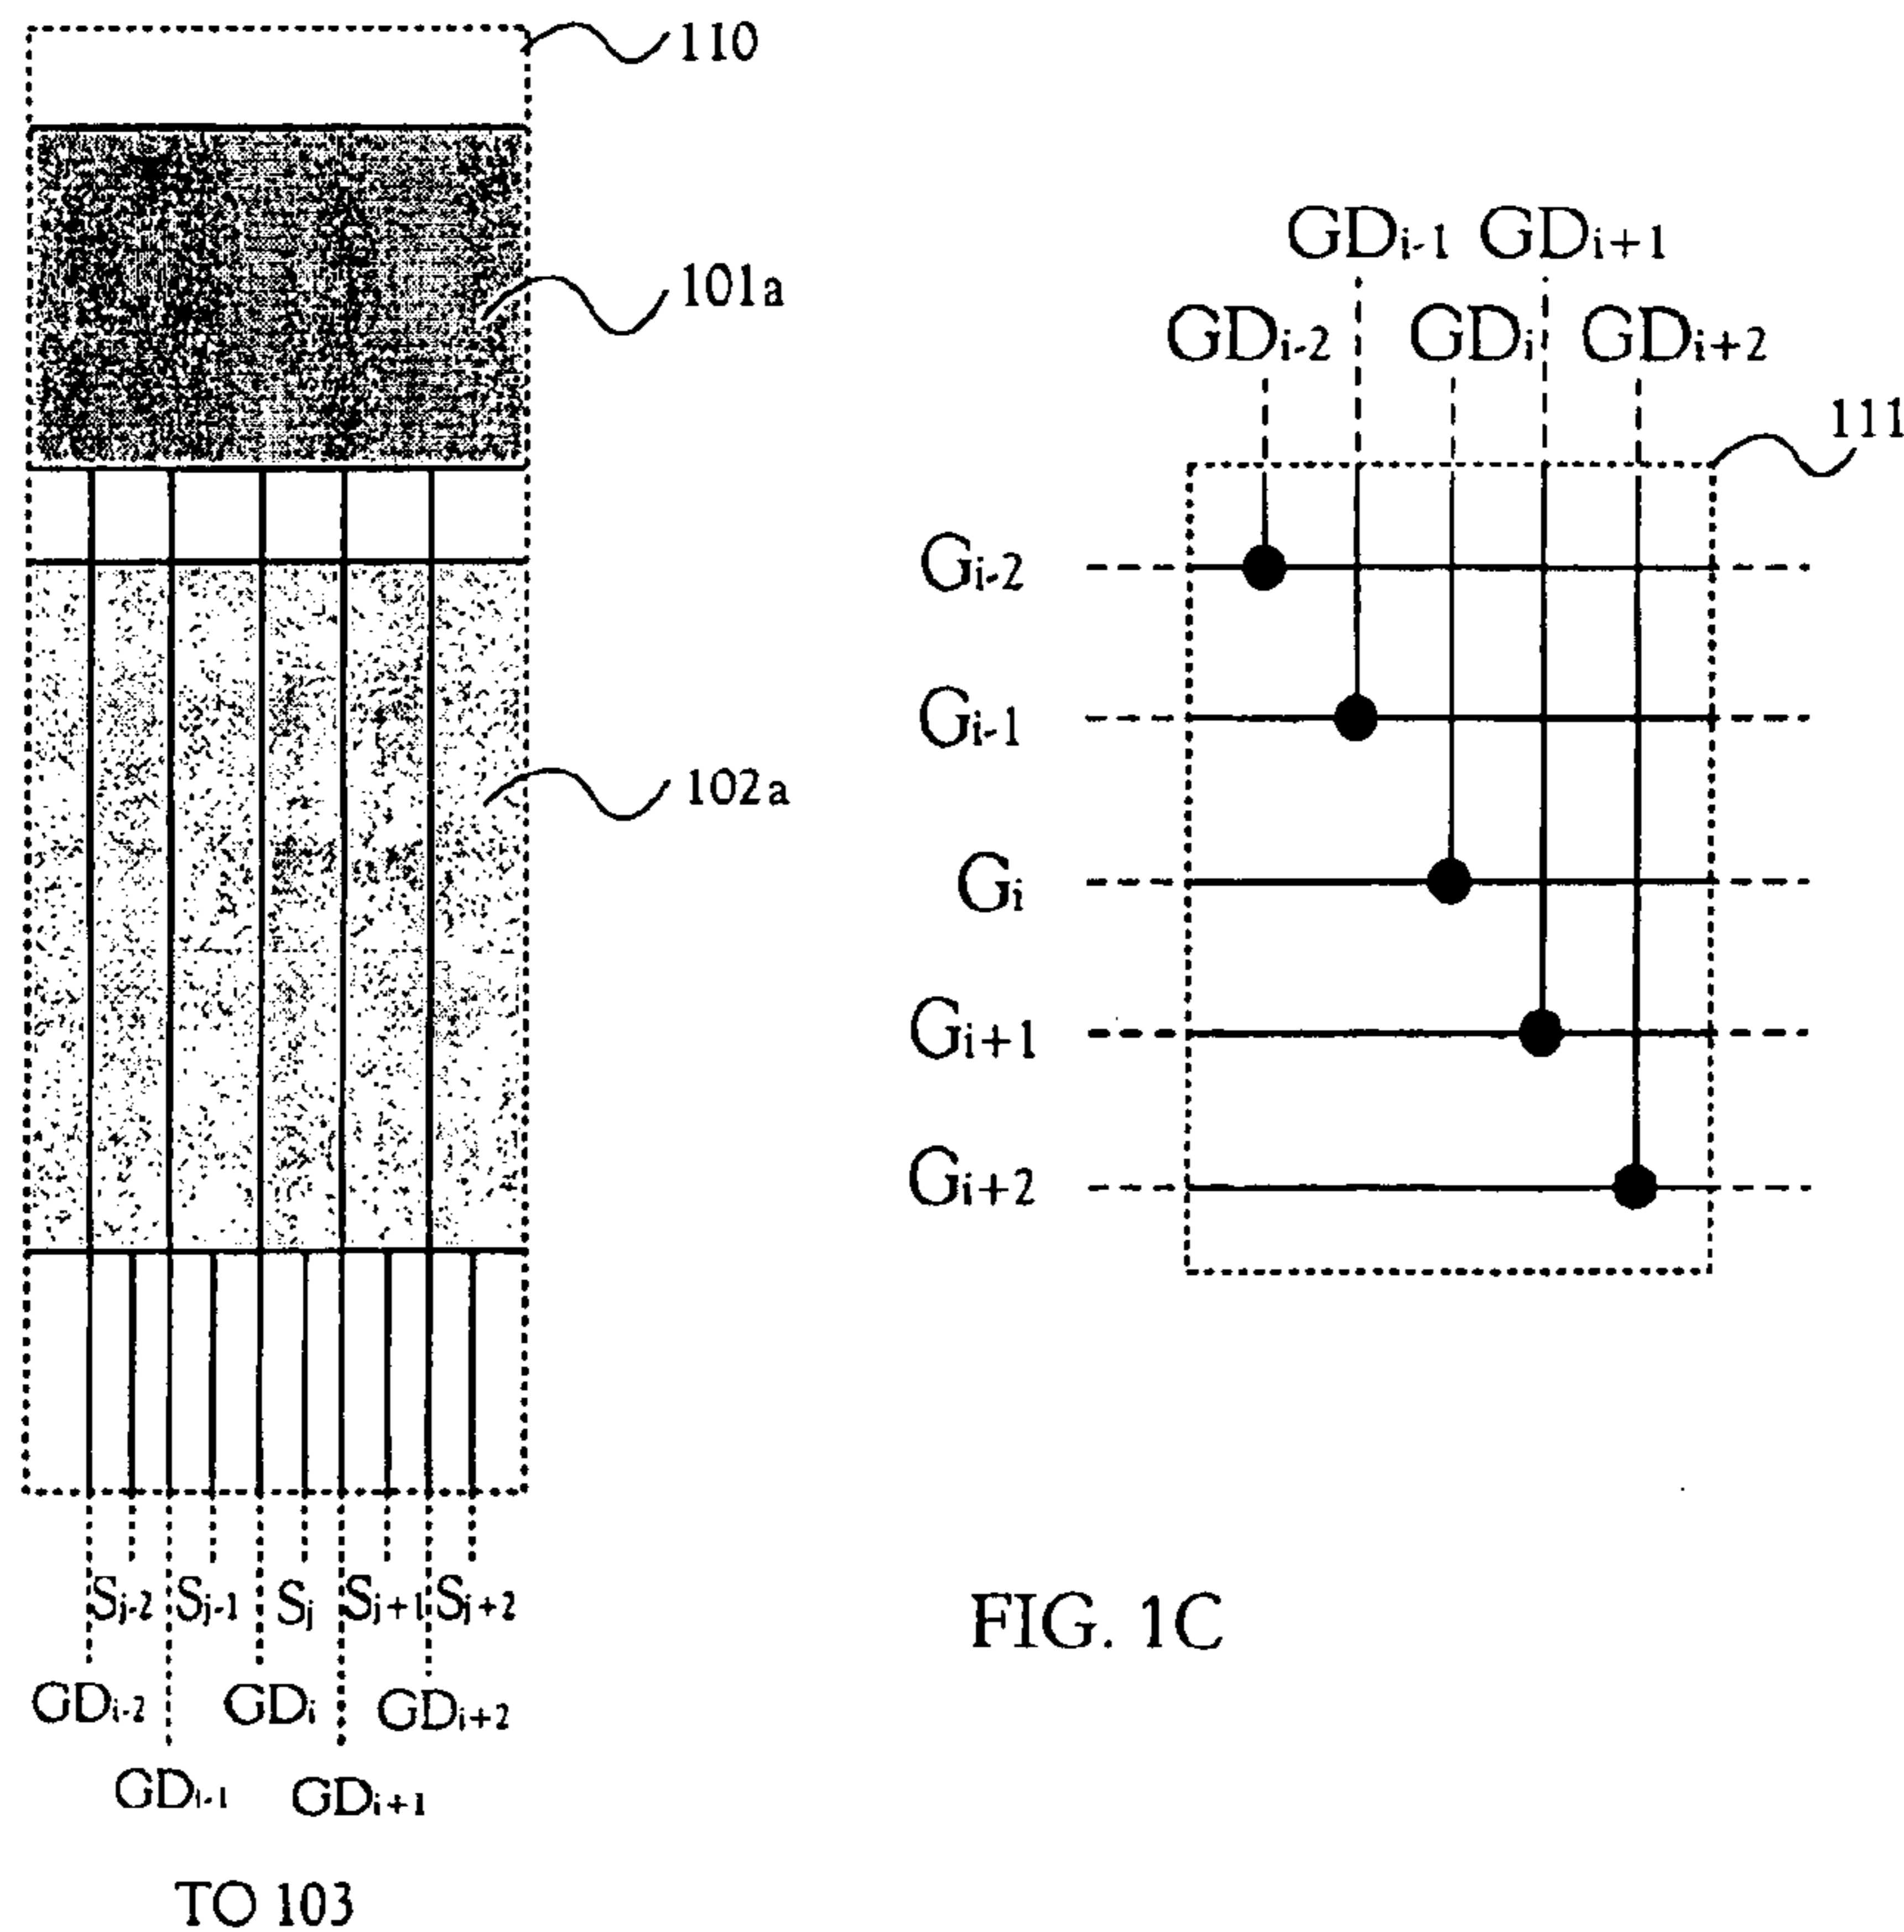 110
101a
102a
Sj-2 Sj-1 Sj Sj+1 Sj+2
GDi-2 GDi GDi+2
GDi-1 GDi+1
TO 103
GDi-1 GDi+1
GDi-2 GDi GDi+2
111
Gi-2
Gi-1
Gi
Gi+1
Gi+2
FIG. 1C